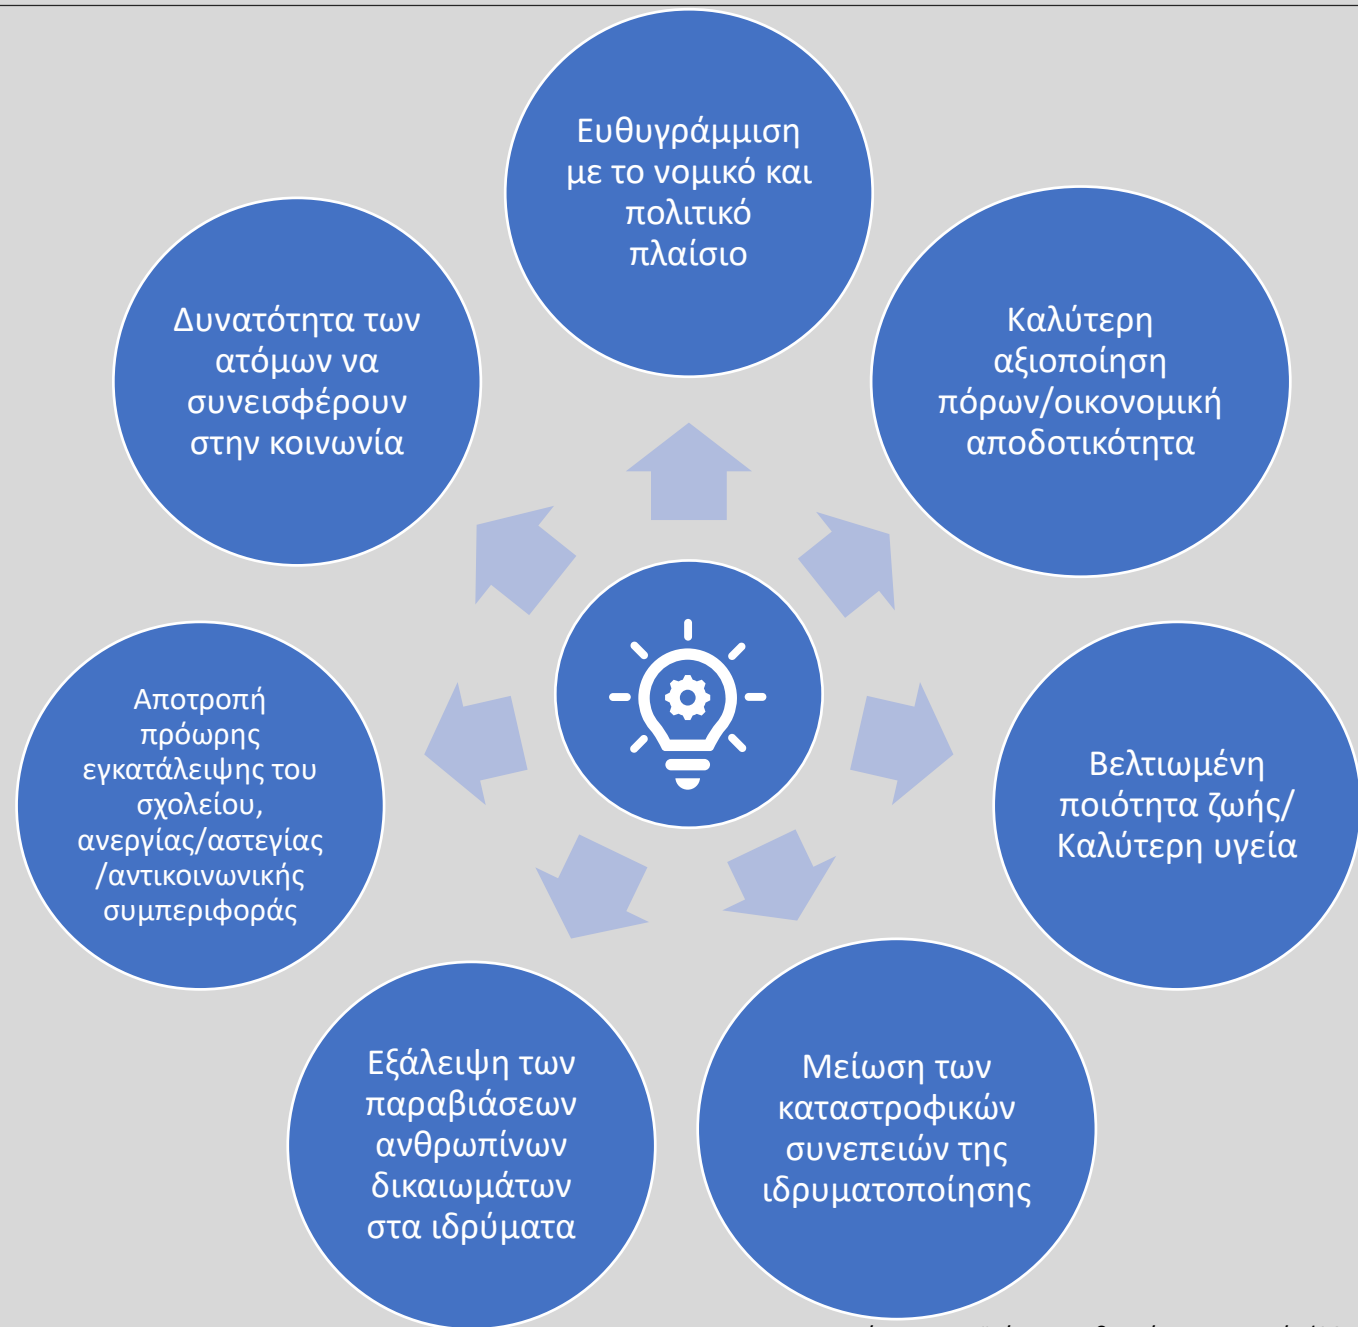 Ευθυγράμμιση
με το νομικό και
πολιτικό
πλαίσιο
Καλύτερη
αξιοποίηση
πόρων/οικονομική
αποδοτικότητα
Βελτιωμένη
ποιότητα ζωής/
Καλύτερη υγεία
Μείωση των
καταστροφικών
συνεπειών της
ιδρυματοποίησης
Εξάλειψη των
παραβιάσεων
ανθρωπίνων
δικαιωμάτων
στα ιδρύματα
Αποτροπή
πρόωρης
εγκατάλειψης του
σχολείου,
ανεργίας/αστεγίας
/αντικοινωνικής
συμπεριφοράς
Δυνατότητα των
ατόμων να
συνεισφέρουν
στην κοινωνία